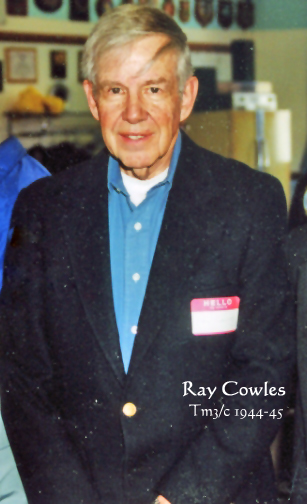 HELLO
Ray Cowles
Tm3/c 1944-45